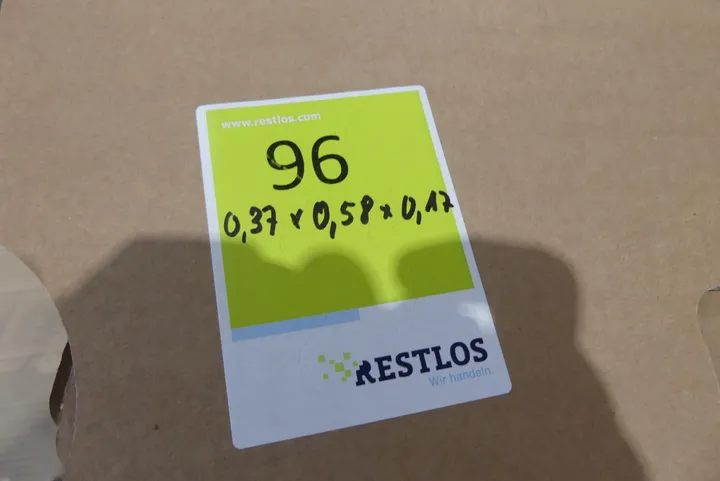 www.restlos.com
96
0,37 x 0,58 x 0,17
RESTLOS
Wir handeln.